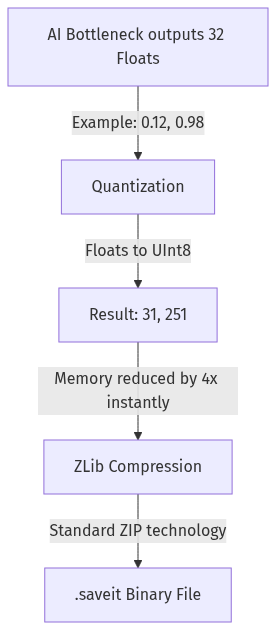 AI Bottleneck outputs 32
Floats
Example: 0.12, 0.98
Quantization
Floats to UInt8
Result: 31, 251
Memory reduced by 4x
instantly
ZLib Compression
Standard ZIP technology
.saveit Binary File